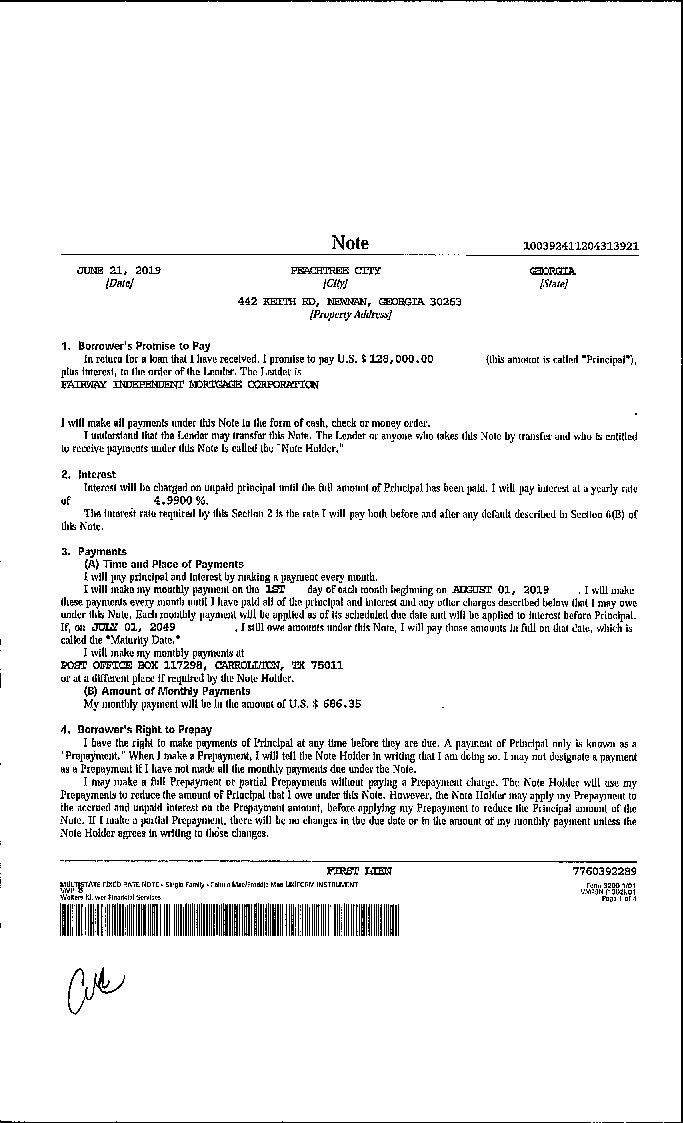 Note 100392411204313921
JUNE 21, 2019 PEACHTREE CITY GEORGIA
[Date] [City] [State]
442 KEITH RD, NEWNAN, GEORGIA 30263
[Property Address]
1. Borrower's Promise to Pay
In return for a loan that I have received, I promise to pay U.S. $ 128,000.00 (this amount is called "Principal"),
plus interest, to the order of the Lender. The Lender is
FAIRWAY INDEPENDENT MORTGAGE CORPORATION
I will make all payments under this Note in the form of cash, check or money order.
I understand that the Lender may transfer this Note. The Lender or anyone who takes this Note by transfer and who is entitled
to receive payments under this Note is called the "Note Holder."
2. Interest
Interest will be charged on unpaid principal until the full amount of Principal has been paid. I will pay interest at a yearly rate
of 4.9900 %.
The interest rate required by this Section 2 is the rate I will pay both before and after any default described in Section 6(B) of
this Note.
3. Payments
(A) Time and Place of Payments
I will pay principal and interest by making a payment every month.
I will make my monthly payment on the 1ST day of each month beginning on AUGUST 01, 2019 . I will make
these payments every month until I have paid all of the principal and interest and any other charges described below that I may owe
under this Note. Each monthly payment will be applied as of its scheduled due date and will be applied to interest before Principal.
If, on JULY 01, 2049 , I still owe amounts under this Note, I will pay those amounts in full on that date, which is
called the "Maturity Date."
I will make my monthly payments at
POST OFFICE BOX 117298, CARROLLTON, TX 75011
or at a different place if required by the Note Holder.
(B) Amount of Monthly Payments
My monthly payment will be in the amount of U.S. $ 686.35
4. Borrower's Right to Prepay
I have the right to make payments of Principal at any time before they are due. A payment of Principal only is known as a
"Prepayment." When I make a Prepayment, I will tell the Note Holder in writing that I am doing so. I may not designate a payment
as a Prepayment if I have not made all the monthly payments due under the Note.
I may make a full Prepayment or partial Prepayments without paying a Prepayment charge. The Note Holder will use my
Prepayments to reduce the amount of Principal that I owe under this Note. However, the Note Holder may apply my Prepayment to
the accrued and unpaid interest on the Prepayment amount, before applying my Prepayment to reduce the Principal amount of the
Note. If I make a partial Prepayment, there will be no changes in the due date or in the amount of my monthly payment unless the
Note Holder agrees in writing to those changes.
FIRST LIEN 7760392289
MULTISTATE FIXED RATE NOTE - Single Family - Fannie Mae/Freddie Mac UNIFORM INSTRUMENT Form 3200 1/01
VMP ®
Wolters Kluwer Financial Services Page 1 of 4